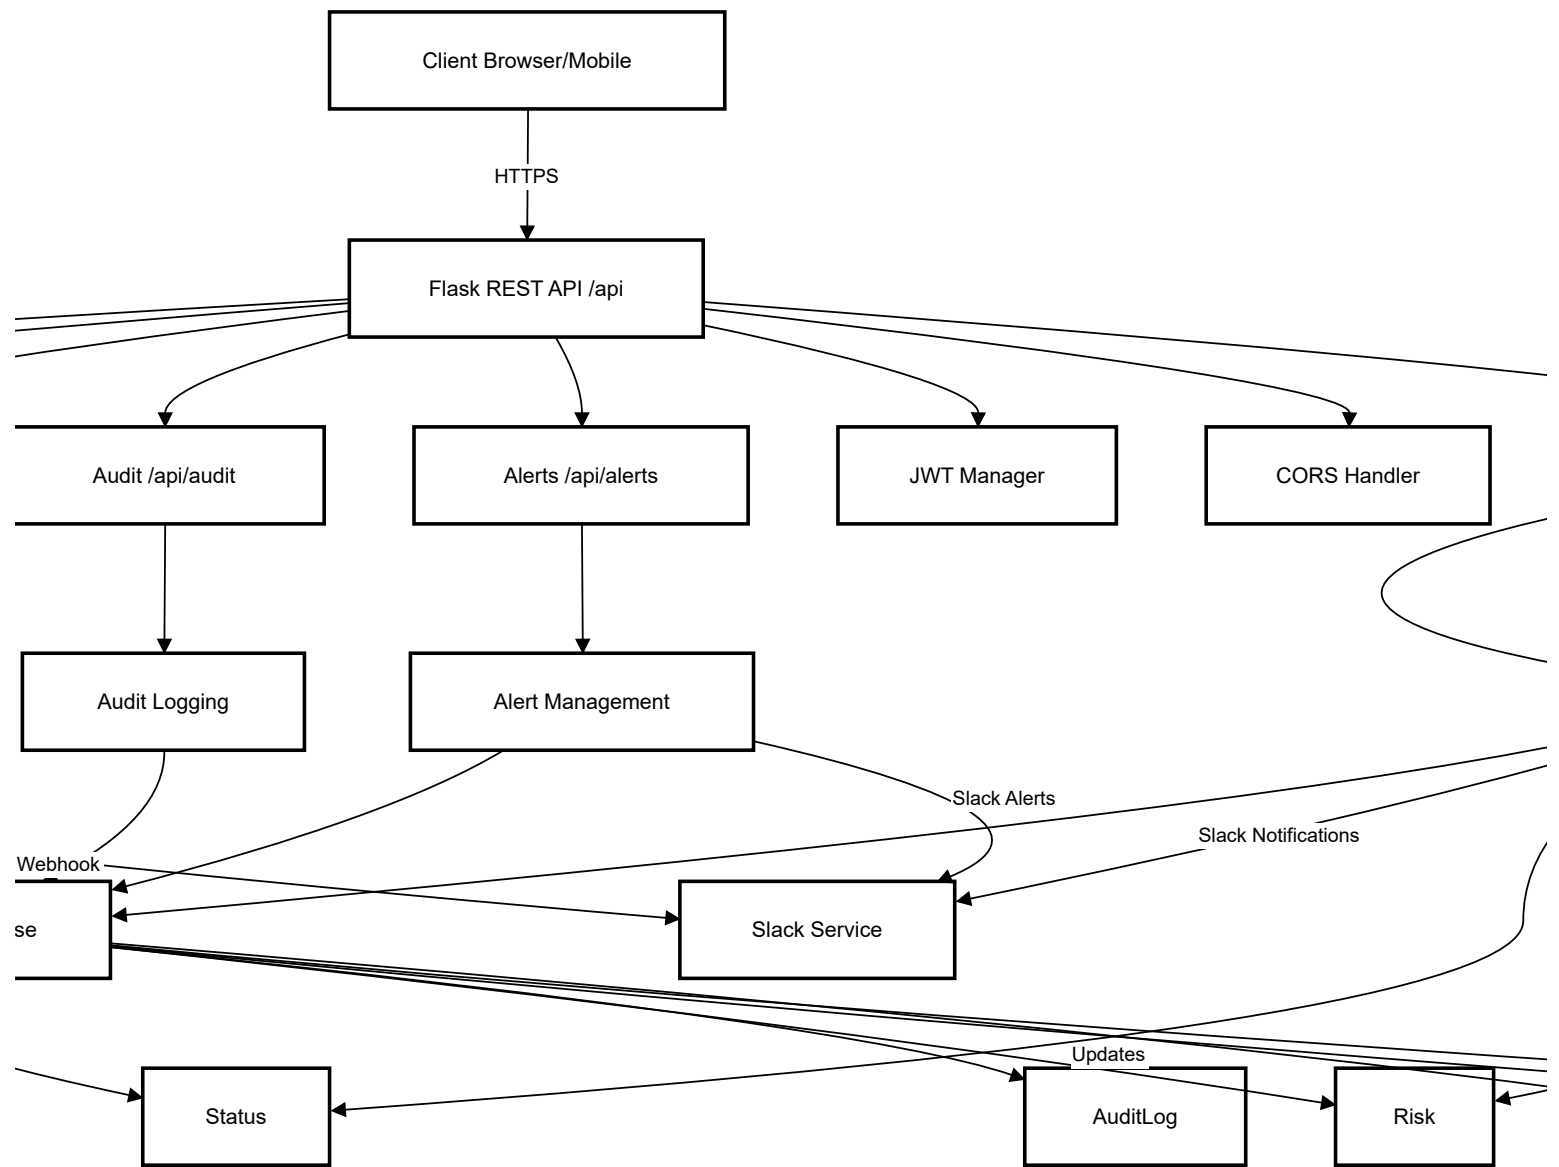 Client Browser/Mobile
HTTPS
Flask REST API /api
Audit /api/audit
Alerts /api/alerts
JWT Manager
CORS Handler
Audit Logging
Alert Management
Slack Alerts
Slack Notifications
Webhook
se
Slack Service
Updates
Status
AuditLog
Risk